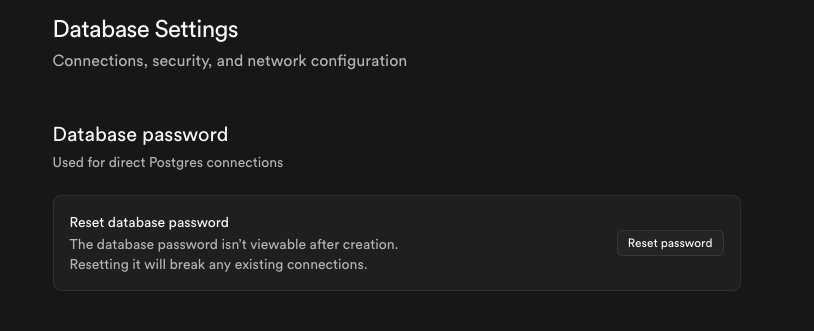 Database Settings
Connections, security, and network configuration
Database password
Used for direct Postgres connections
Reset database password
The database password isn’t viewable after creation.
Resetting it will break any existing connections.
Reset password